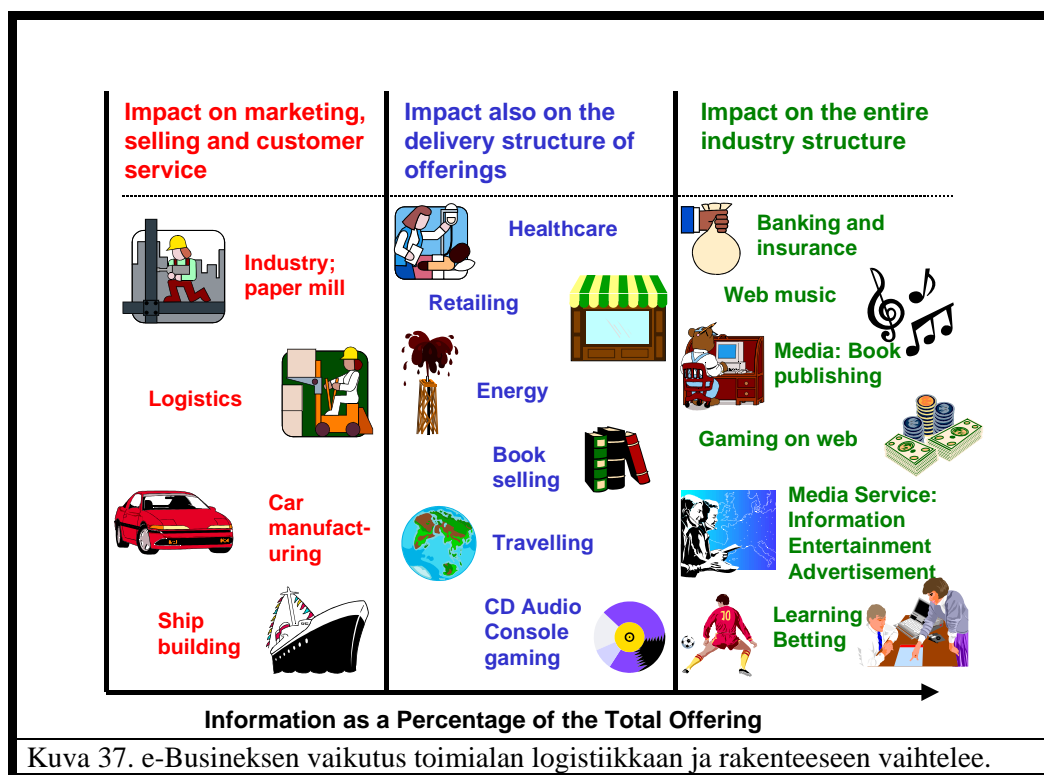 Impact on marketing,
selling and customer
service
Industry;
paper mill
Logistics
Car
manufact-
uring
Ship
building
Impact also on the
delivery structure of
offerings
Healthcare
Retailing
Energy
Book
selling
Travelling
CD Audio
Console
gaming
Impact on the entire
industry structure
Banking and
insurance
Web music
Media: Book
publishing
Gaming on web
Media Service:
Information
Entertainment
Advertisement
10
Learning
Betting
Information as a Percentage of the Total Offering
Kuva 37. e-Busineksen vaikutus toimialan logistiikkaan ja rakenteeseen vaihtelee.